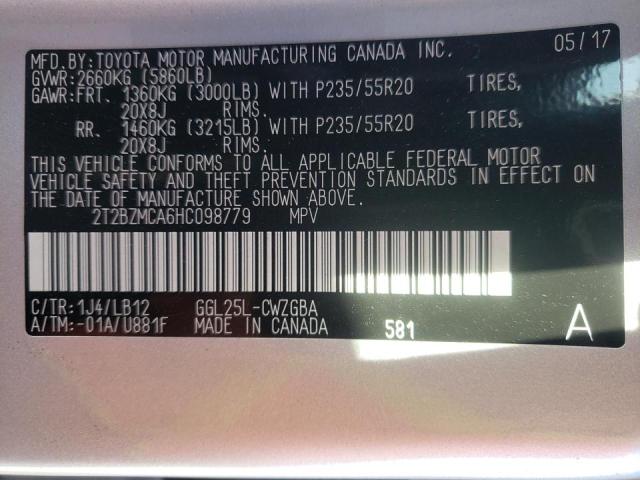 MFD.BY:TOYOTA MOTOR MANUFACTURING CANADA INC. 05/17
GVWR:2660KG (5860LB)
GAWR:FRT. 1360KG (3000LB) WITH P235/55R20 TIRES,
20X8J RIMS.
RR. 1460KG (3215LB) WITH P235/55R20 TIRES,
20X8J RIMS.
THIS VEHICLE CONFORMS TO ALL APPLICABLE FEDERAL MOTOR
VEHICLE SAFETY AND THEFT PREVENTION STANDARDS IN EFFECT ON
THE DATE OF MANUFACTURE SHOWN ABOVE.
2T2BZMCA6HC098779 MPV
C/TR:1J4/LB12 GGL25L-CWZGBA
A/TM:-01A/U881F MADE IN CANADA 581 A